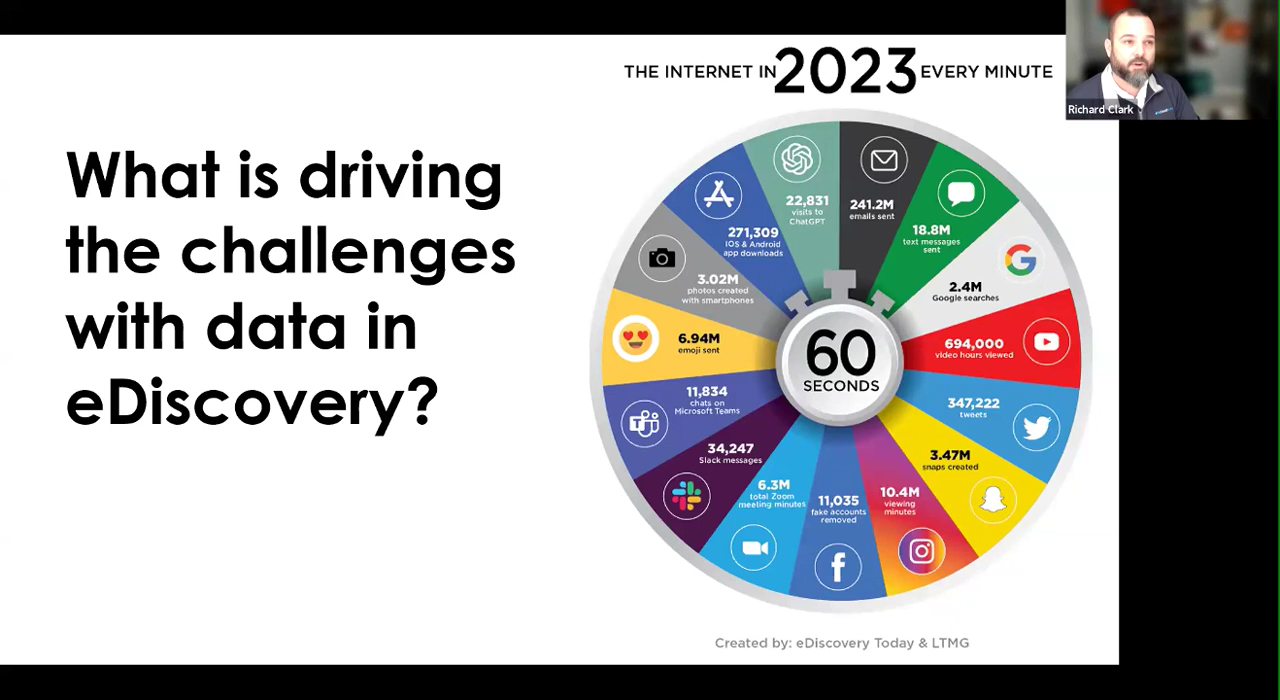 THE INTERNET IN 2023 EVERY MINUTE
Richard Clark
What is driving
the challenges
with data in
eDiscovery?
22,831
visits to
ChatGPT
241.2M
emails sent
18.8M
text messages
sent
2.4M
Google searches
694,000
video hours viewed
347,222
tweets
3.47M
snaps created
10.4M
viewing
minutes
11,035
fake accounts
removed
6.3M
total Zoom
meeting minutes
34,247
Slack messages
11,834
chats on
Microsoft Teams
6.94M
emoji sent
3.02M
photos created
with smartphones
271,309
IOS & Android
app downloads
60
SECONDS
Created by: eDiscovery Today & LTMG